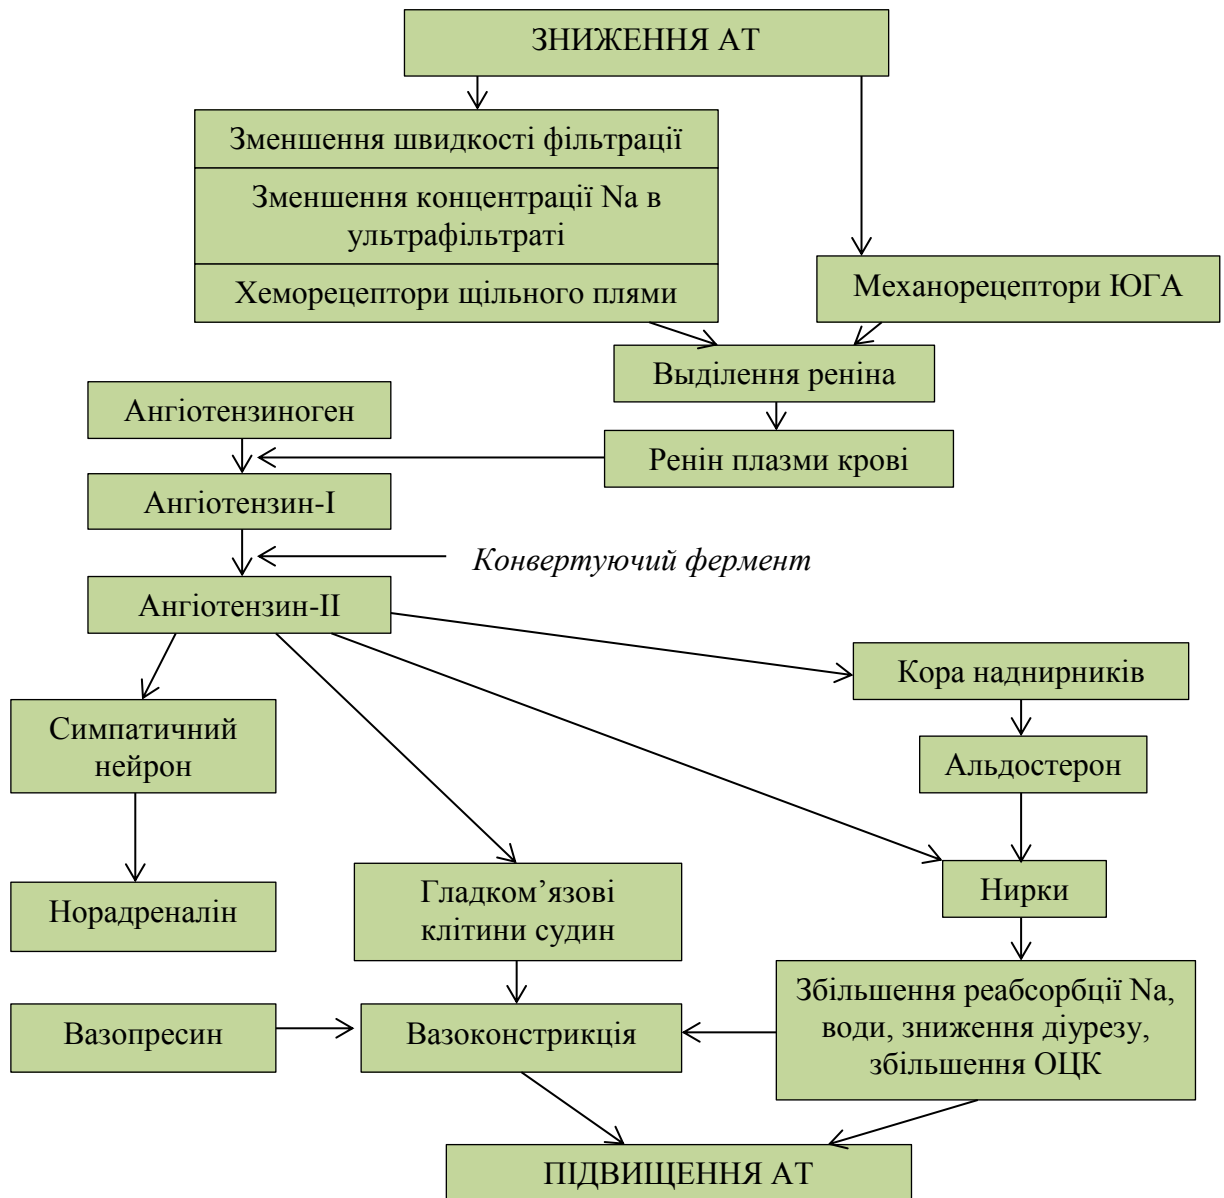 ЗНИЖЕННЯ АТ
Зменшення швидкості фільтрації
Зменшення концентрації Na в
ультрафільтраті
Хеморецептори щільного плями
Механорецептори ЮГА
Выділення реніна
Ангіотензиноген
Ренін плазми крові
Ангіотензин-I
Конвертуючий фермент
Ангіотензин-II
Кора наднирників
Симпатичний
нейрон
Альдостерон
Норадреналін
Гладком’язові
клітини судин
Нирки
Вазопресин
Вазоконстрикція
Збільшення реабсорбції Na,
води, зниження діурезу,
збільшення ОЦК
ПІДВИЩЕННЯ АТ